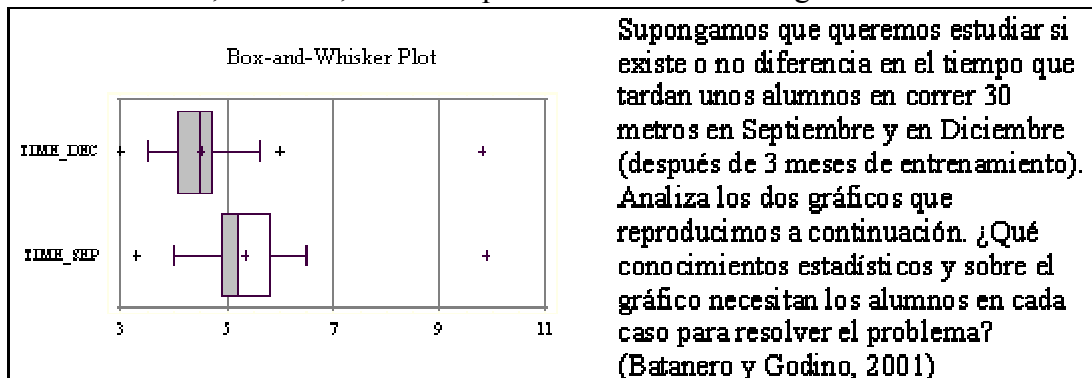 Box-and-Whisker Plot
TIME_DEC
TIME_SEP
3 5 7 9 11
Supongamos que queremos estudiar si
existe o no diferencia en el tiempo que
tardan unos alumnos en correr 30
metros en Septiembre y en Diciembre
(después de 3 meses de entrenamiento).
Analiza los dos gráficos que
reproducimos a continuación. ¿Qué
conocimientos estadísticos y sobre el
gráfico necesitan los alumnos en cada
caso para resolver el problema?
(Batanero y Godino, 2001)